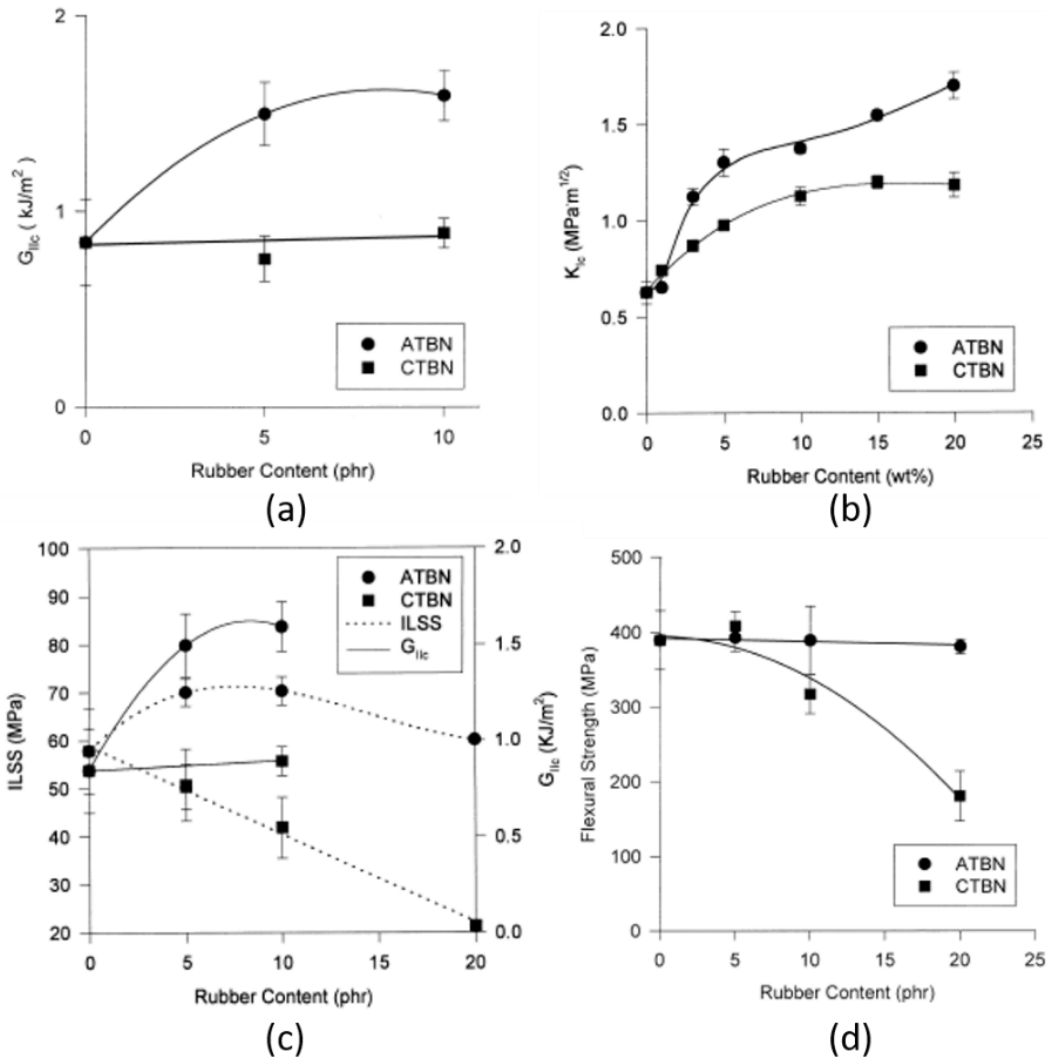 2
1
0
G_IIc ( kJ/m²)
0 5 10
Rubber Content (phr)
ATBN
CTBN
(a)
2.0
1.5
1.0
0.5
0.0
K_Ic (MPa·m^1/2)
0 5 10 15 20 25
Rubber Content (wt%)
ATBN
CTBN
(b)
100
90
80
70
60
50
40
30
20
ILSS (MPa)
0 5 10 15 20
Rubber Content (phr)
2.0
1.5
1.0
0.5
0.0
G_IIc (KJ/m²)
ATBN
CTBN
ILSS
G_IIc
(c)
500
400
300
200
100
0
Flexural Strength (MPa)
0 5 10 15 20 25
Rubber Content (phr)
ATBN
CTBN
(d)